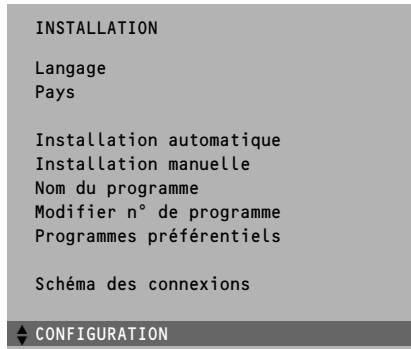 INSTALLATION
Langage
Pays
Installation automatique
Installation manuelle
Nom du programme
Modifier n° de programme
Programmes préférentiels
Schéma des connexions
CONFIGURATION